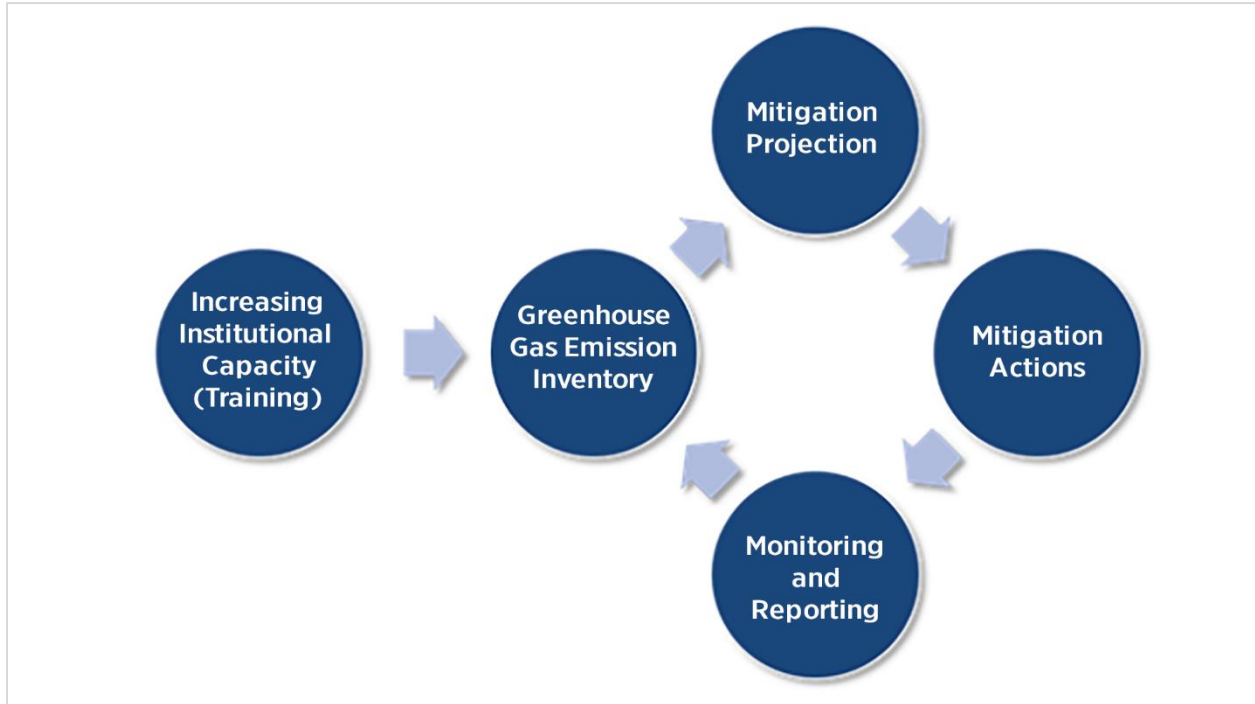 Increasing
Institutional
Capacity
(Training)
Greenhouse
Gas Emission
Inventory
Mitigation
Projection
Mitigation
Actions
Monitoring
and
Reporting